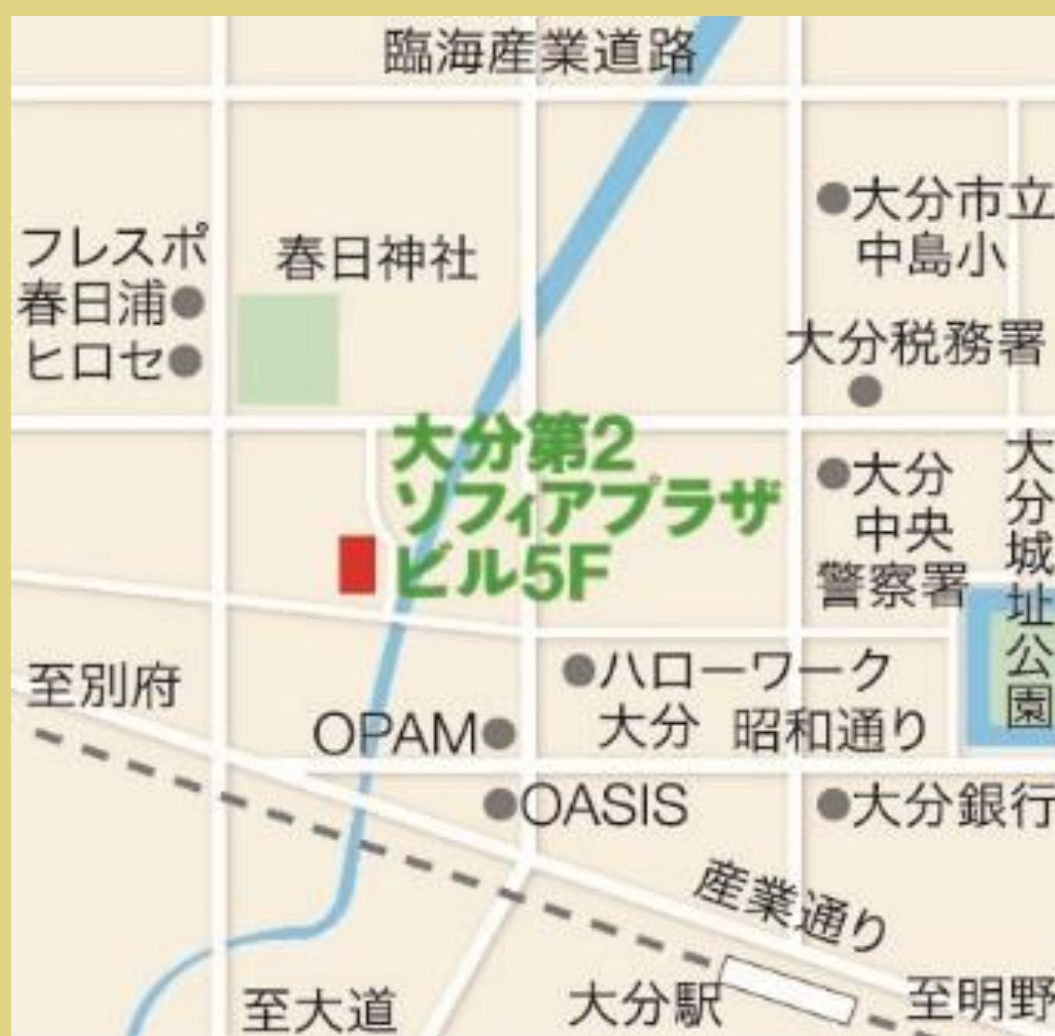 臨海産業道路
大分市立
中島小
フレスポ
春日浦
ヒロセ
春日神社
大分税務署
大分第2
ソフィアプラザ
ビル5F
大分
中央
警察署
大分城址公園
至別府
ハローワーク
大分
昭和通り
OPAM
OASIS
大分銀行
産業通り
至大道
大分駅
至明野